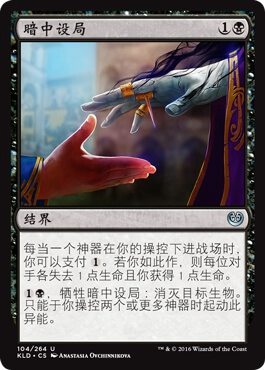 暗中设局 1
结界
每当一个神器在你的操控下进战场时,
你可以支付 1。若你如此作,则每位对
手各失去 1 点生命且你获得 1 点生命。
1,牺牲暗中设局:消灭目标生物。
只能于你操控两个或更多神器时起动此
异能。
104/264 U
KLD • CS Anastasia Ovchinnikova
™ & © 2016 Wizards of the Coast